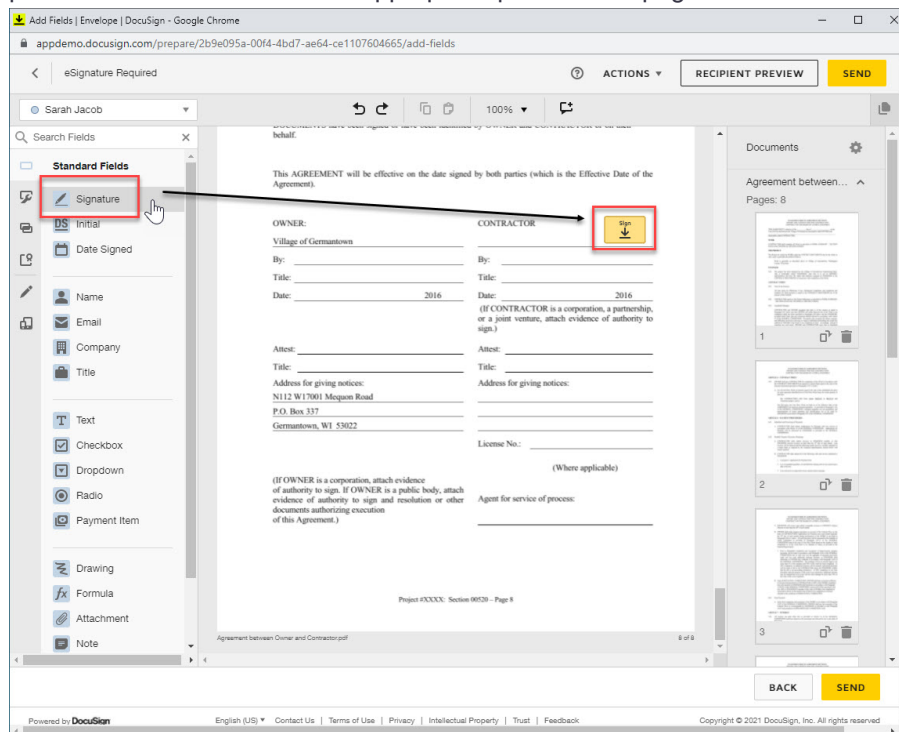 Add Fields | Envelope | DocuSign - Google Chrome
appdemo.docusign.com/prepare/2b9e095a-00f4-4bd7-ae64-ce1107604665/add-fields
eSignature Required
ACTIONS
RECIPIENT PREVIEW
SEND
Sarah Jacob
100%
Search Fields
Standard Fields
Signature
DS Initial
Date Signed
Name
Email
Company
Title
T Text
Checkbox
Dropdown
Radio
Payment Item
Drawing
fx Formula
Attachment
Note
behalf.
This AGREEMENT will be effective on the date signed by both parties (which is the Effective Date of the
Agreement).
OWNER:
Village of Germantown
By:
Title:
Date: 2016
Attest:
Title:
Address for giving notices:
N112 W17001 Mequon Road
P.O. Box 337
Germantown, WI 53022
(If OWNER is a corporation, attach evidence
of authority to sign. If OWNER is a public body, attach
evidence of authority to sign and resolution or other
documents authorizing execution
of this Agreement.)
CONTRACTOR
Sign
By:
Title:
Date: 2016
(If CONTRACTOR is a corporation, a partnership,
or a joint venture, attach evidence of authority to
sign.)
Attest:
Title:
Address for giving notices:
License No.:
(Where applicable)
Agent for service of process:
Project #XXXX: Section 00520 – Page 8
Agreement between Owner and Contractor.pdf
8 of 8
Documents
Agreement between...
Pages: 8
1
2
3
BACK
SEND
Powered by DocuSign
English (US) Contact Us | Terms of Use | Privacy | Intellectual Property | Trust | Feedback
Copyright © 2021 DocuSign, Inc. All rights reserved